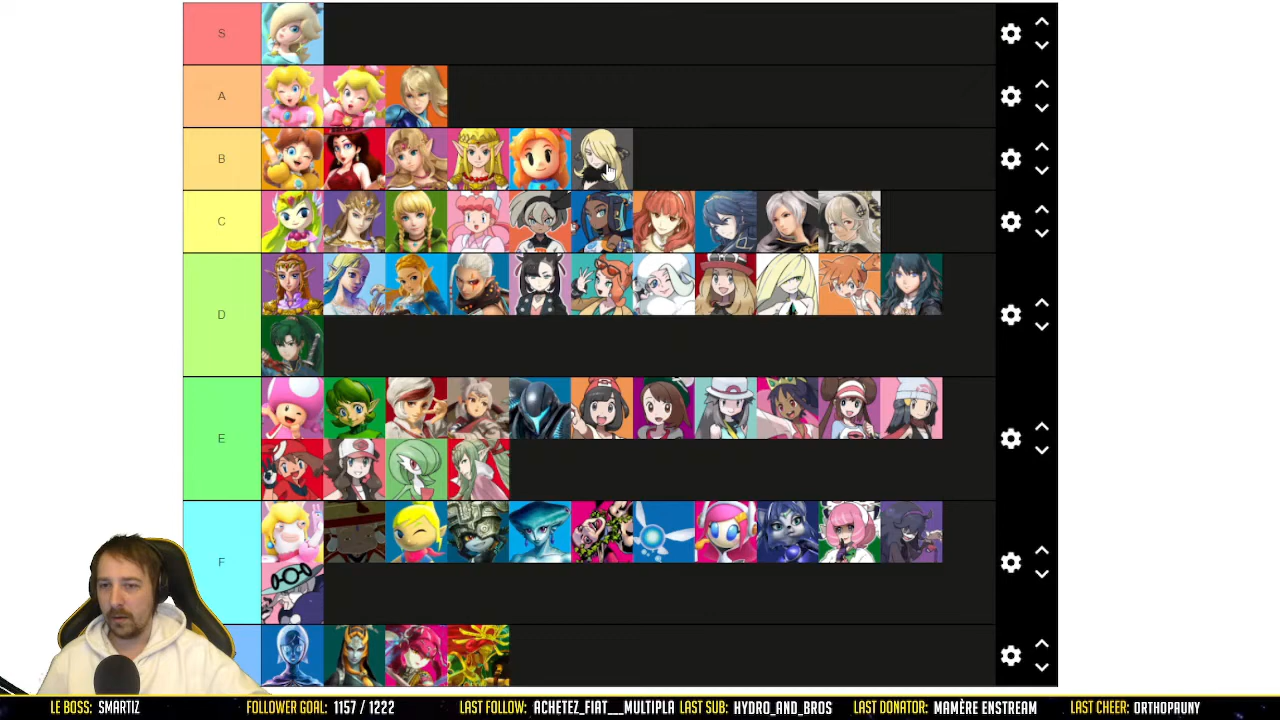 S
A
B
C
D
E
F
LE BOSS: SMARTIZ FOLLOWER GOAL: 1157 / 1222 LAST FOLLOW: ACHETEZ_FIAT__MULTIPLA LAST SUB: HYDRO_AND_BROS LAST DONATOR: MAMÈRE ENSTREAM LAST CHEER: ORTHOPAUNY